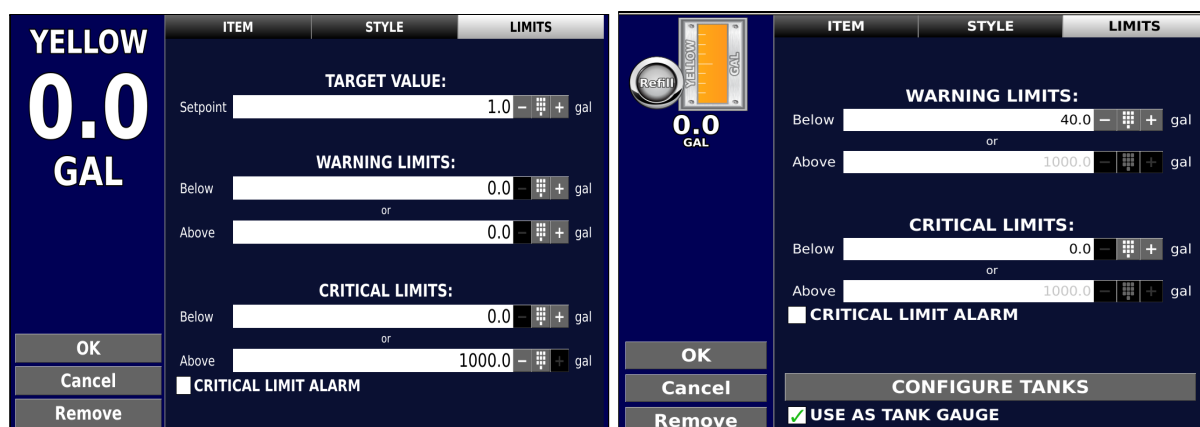 YELLOW
0.0
GAL
OK
Cancel
Remove
ITEM STYLE LIMITS
TARGET VALUE:
Setpoint 1.0 - + gal
WARNING LIMITS:
Below 0.0 - + gal
or
Above 0.0 - + gal
CRITICAL LIMITS:
Below 0.0 - + gal
or
Above 1000.0 - + gal
CRITICAL LIMIT ALARM
Refill
YELLOW
GAL
0.0
GAL
OK
Cancel
Remove
ITEM STYLE LIMITS
WARNING LIMITS:
Below 40.0 - + gal
or
Above 1000.0 - + gal
CRITICAL LIMITS:
Below 0.0 - + gal
or
Above 1000.0 - + gal
CRITICAL LIMIT ALARM
CONFIGURE TANKS
USE AS TANK GAUGE